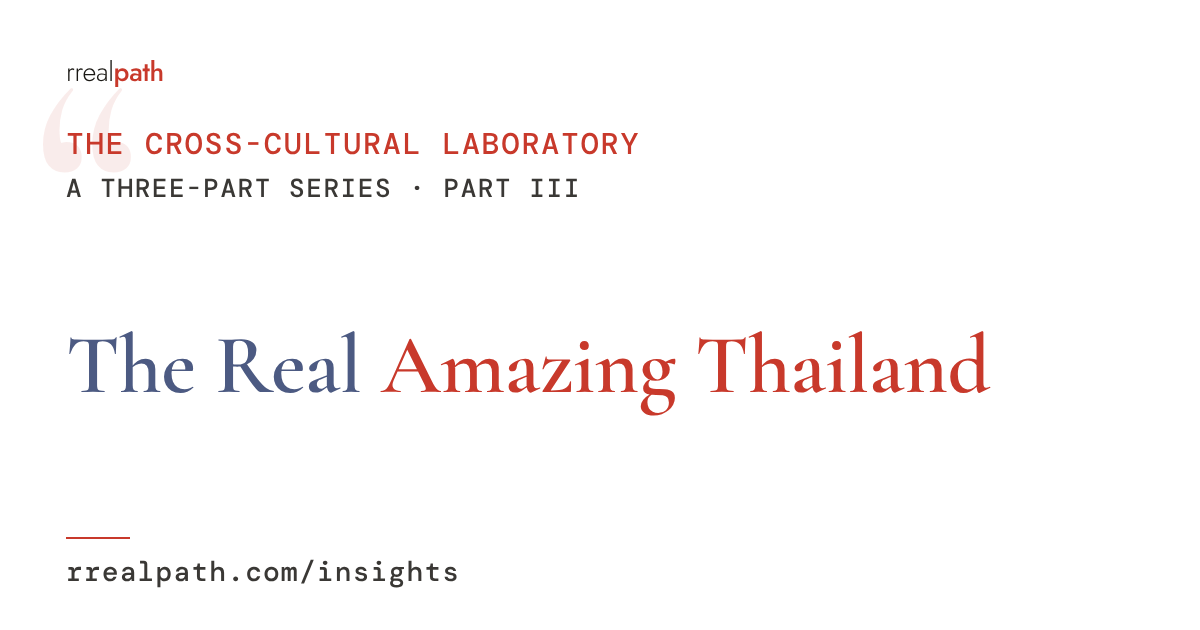 rrealpath
THE CROSS-CULTURAL LABORATORY
A THREE-PART SERIES · PART III
The Real Amazing Thailand
rrealpath.com/insights